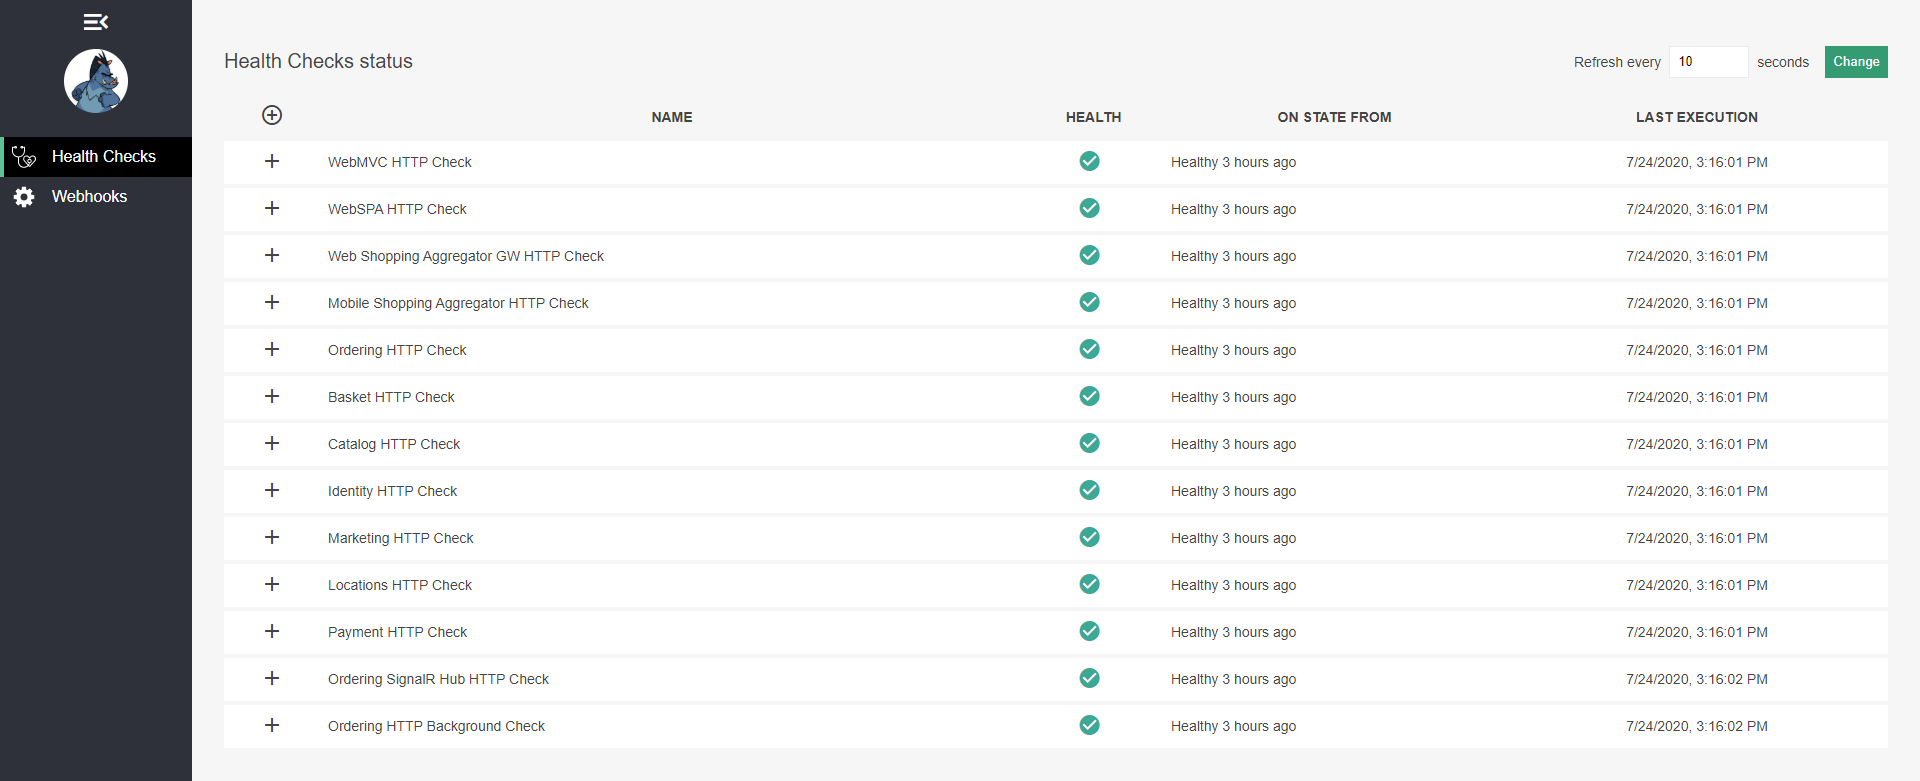 Health Checks status
Refresh every 10 seconds Change
NAME HEALTH ON STATE FROM LAST EXECUTION
Health Checks
Webhooks
WebMVC HTTP Check Healthy 3 hours ago 7/24/2020, 3:16:01 PM
WebSPA HTTP Check Healthy 3 hours ago 7/24/2020, 3:16:01 PM
Web Shopping Aggregator GW HTTP Check Healthy 3 hours ago 7/24/2020, 3:16:01 PM
Mobile Shopping Aggregator HTTP Check Healthy 3 hours ago 7/24/2020, 3:16:01 PM
Ordering HTTP Check Healthy 3 hours ago 7/24/2020, 3:16:01 PM
Basket HTTP Check Healthy 3 hours ago 7/24/2020, 3:16:01 PM
Catalog HTTP Check Healthy 3 hours ago 7/24/2020, 3:16:01 PM
Identity HTTP Check Healthy 3 hours ago 7/24/2020, 3:16:01 PM
Marketing HTTP Check Healthy 3 hours ago 7/24/2020, 3:16:01 PM
Locations HTTP Check Healthy 3 hours ago 7/24/2020, 3:16:01 PM
Payment HTTP Check Healthy 3 hours ago 7/24/2020, 3:16:01 PM
Ordering SignalR Hub HTTP Check Healthy 3 hours ago 7/24/2020, 3:16:02 PM
Ordering HTTP Background Check Healthy 3 hours ago 7/24/2020, 3:16:02 PM